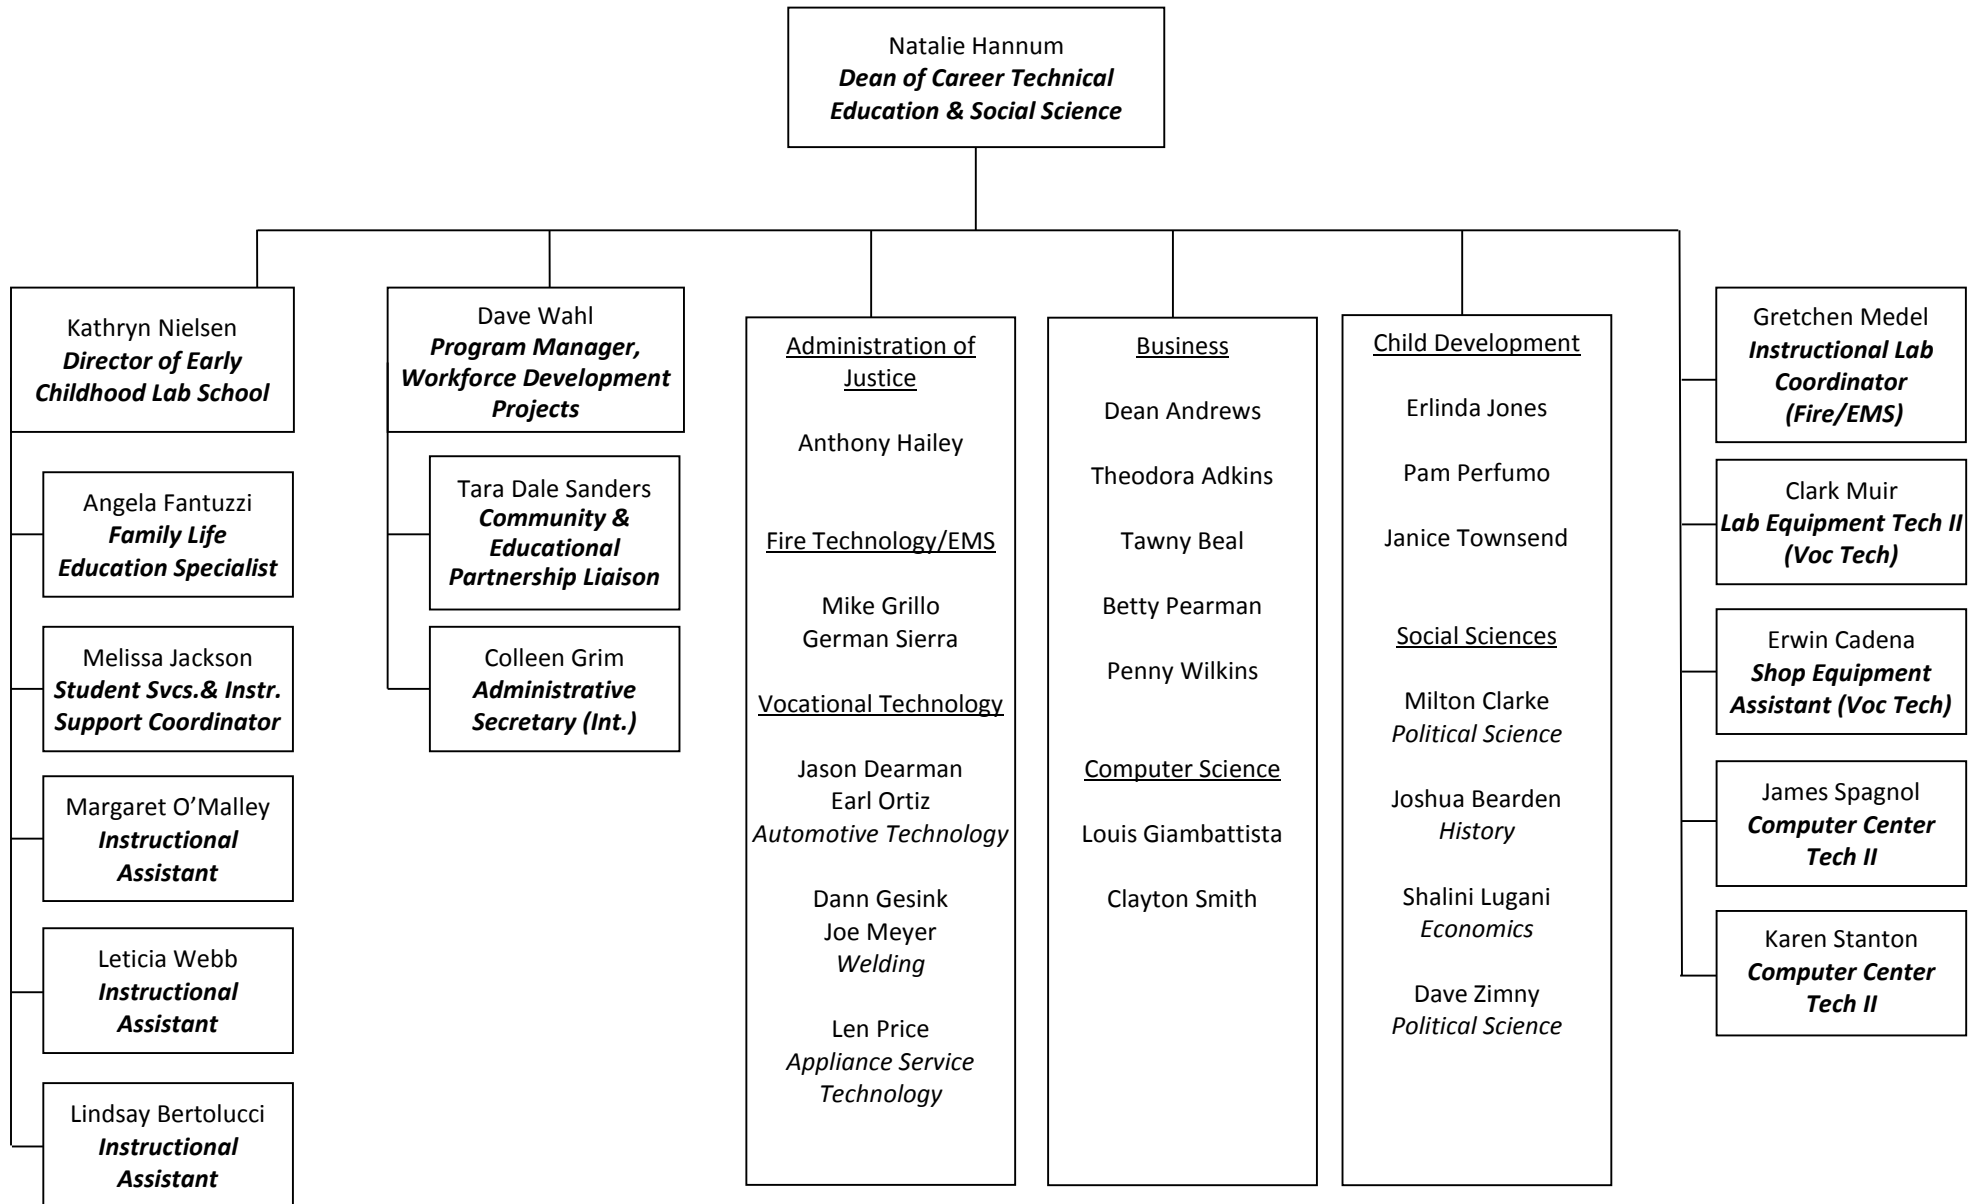 Natalie Hannum
Dean of Career Technical
Education & Social Science
Kathryn Nielsen
Director of Early
Childhood Lab School
Angela Fantuzzi
Family Life
Education Specialist
Melissa Jackson
Student Svcs.& Instr.
Support Coordinator
Margaret O’Malley
Instructional
Assistant
Leticia Webb
Instructional
Assistant
Lindsay Bertolucci
Instructional
Assistant
Dave Wahl
Program Manager,
Workforce Development
Projects
Tara Dale Sanders
Community &
Educational
Partnership Liaison
Colleen Grim
Administrative
Secretary (Int.)
Administration of
Justice
Anthony Hailey
Fire Technology/EMS
Mike Grillo
German Sierra
Vocational Technology
Jason Dearman
Earl Ortiz
Automotive Technology
Dann Gesink
Joe Meyer
Welding
Len Price
Appliance Service
Technology
Business
Dean Andrews
Theodora Adkins
Tawny Beal
Betty Pearman
Penny Wilkins
Computer Science
Louis Giambattista
Clayton Smith
Child Development
Erlinda Jones
Pam Perfumo
Janice Townsend
Social Sciences
Milton Clarke
Political Science
Joshua Bearden
History
Shalini Lugani
Economics
Dave Zimny
Political Science
Gretchen Medel
Instructional Lab
Coordinator
(Fire/EMS)
Clark Muir
Lab Equipment Tech II
(Voc Tech)
Erwin Cadena
Shop Equipment
Assistant (Voc Tech)
James Spagnol
Computer Center
Tech II
Karen Stanton
Computer Center
Tech II